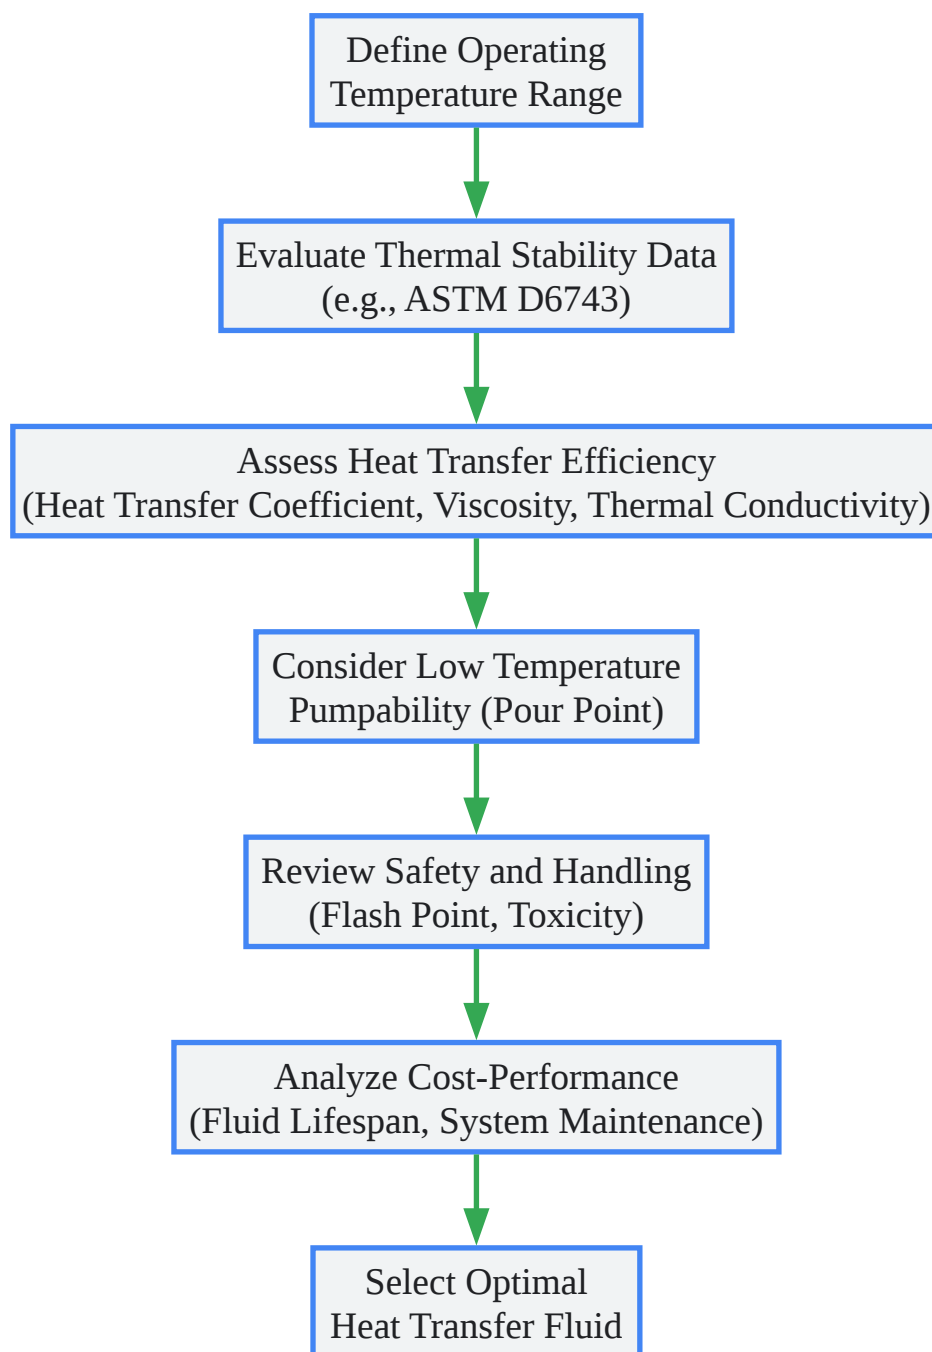 Define Operating
Temperature Range
Evaluate Thermal Stability Data
(e.g., ASTM D6743)
Assess Heat Transfer Efficiency
(Heat Transfer Coefficient, Viscosity, Thermal Conductivity)
Consider Low Temperature
Pumpability (Pour Point)
Review Safety and Handling
(Flash Point, Toxicity)
Analyze Cost-Performance
(Fluid Lifespan, System Maintenance)
Select Optimal
Heat Transfer Fluid